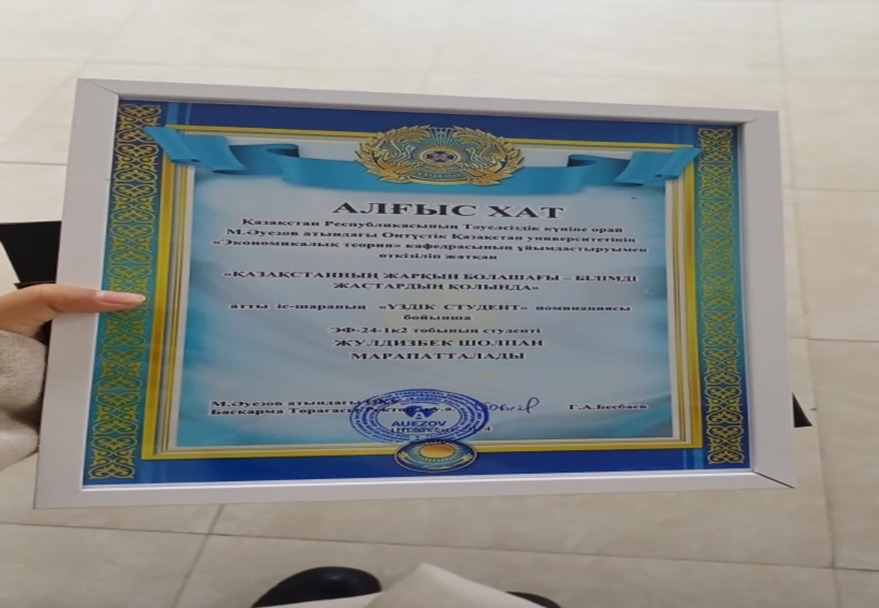 АЛҒЫС ХАТ
Қазақстан Республикасының Тәуелсіздік күніне орай
М.Әуезов атындағы Оңтүстік Қазақстан университетінің
«Экономикалық теория» кафедрасының ұйымдастыруымен
өткізіліп жатқан
«ҚАЗАҚСТАННЫҢ ЖАРҚЫН БОЛАШАҒЫ – БІЛІМДІ
ЖАСТАРДЫҢ ҚОЛЫНДА»
атты іс-шараның «ҮЗДІК СТУДЕНТ» номинациясы
бойынша
ЭФ-24-1к2 тобының студенті
ЖУЛДИЗБЕК ШОЛПАН
МАРАПАТТАЛАДЫ
М.Әуезов атындағы
Басқарма Төрағасы Г.А.Бесбаев
AUEZOV